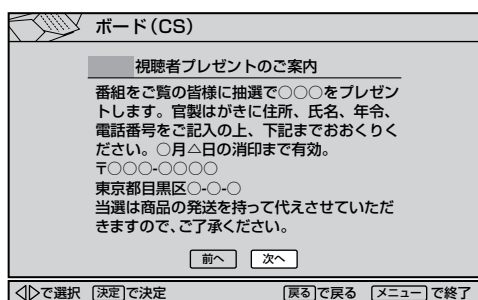 ボード(CS)
視聴者プレゼントのご案内
番組をご覧の皆様に抽選で○○○をプレゼン
トします。官製はがきに住所、氏名、年令、
電話番号をご記入の上、下記までおおくりく
ださい。○月△日の消印まで有効。
〒○○○-○○○○
東京都目黒区○-○-○
当選は商品の発送を持って代えさせていただ
きますので、ご了承ください。
前へ 次へ
◁▷で選択 決定で決定 戻るで戻る メニューで終了